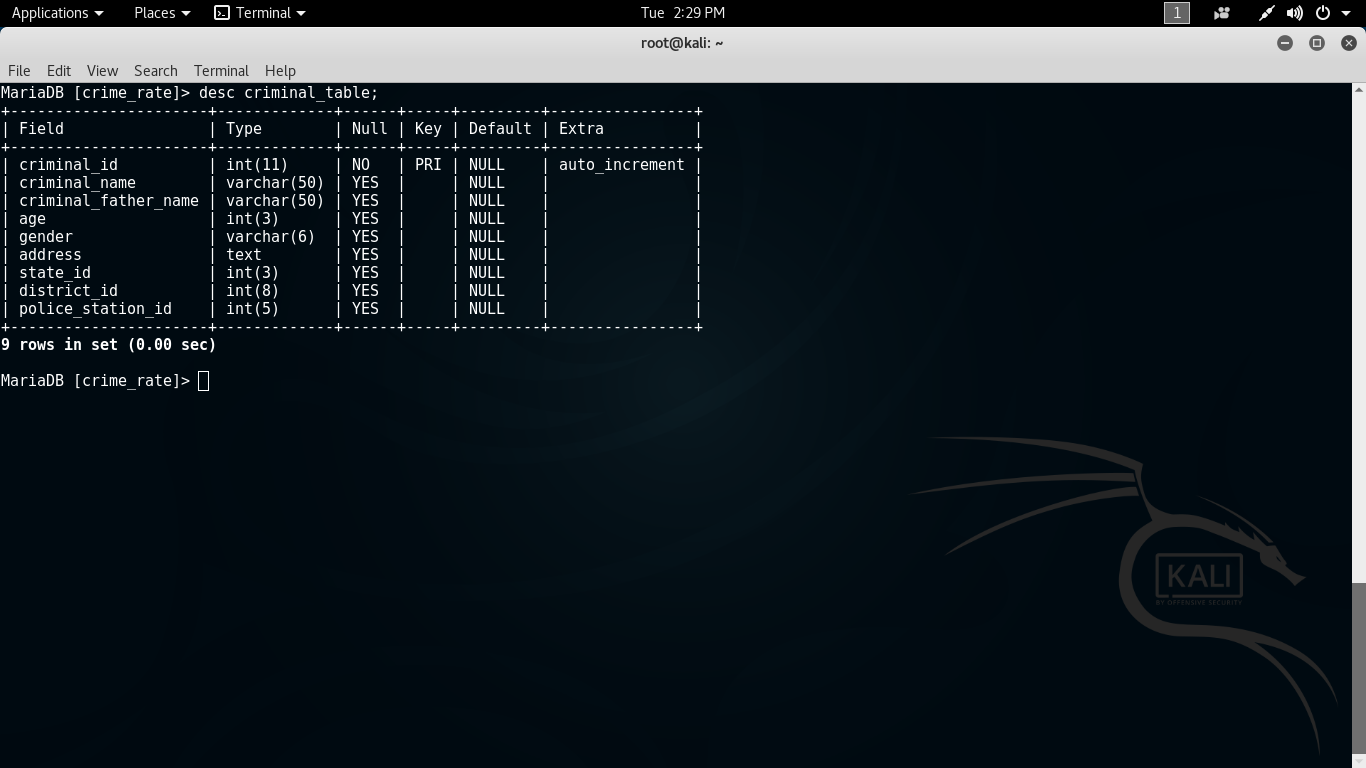 Applications Places Terminal Tue 2:29 PM 1
root@kali: ~
File Edit View Search Terminal Help
MariaDB [crime_rate]> desc criminal_table;
+----------------------+-------------+------+-----+---------+----------------+
| Field                | Type        | Null | Key | Default | Extra          |
+----------------------+-------------+------+-----+---------+----------------+
| criminal_id          | int(11)     | NO   | PRI | NULL    | auto_increment |
| criminal_name        | varchar(50) | YES  |     | NULL    |                |
| criminal_father_name | varchar(50) | YES  |     | NULL    |                |
| age                  | int(3)      | YES  |     | NULL    |                |
| gender               | varchar(6)  | YES  |     | NULL    |                |
| address              | text        | YES  |     | NULL    |                |
| state_id             | int(3)      | YES  |     | NULL    |                |
| district_id          | int(8)      | YES  |     | NULL    |                |
| police_station_id    | int(5)      | YES  |     | NULL    |                |
+----------------------+-------------+------+-----+---------+----------------+
9 rows in set (0.00 sec)
MariaDB [crime_rate]>
KALI
BY OFFENSIVE SECURITY